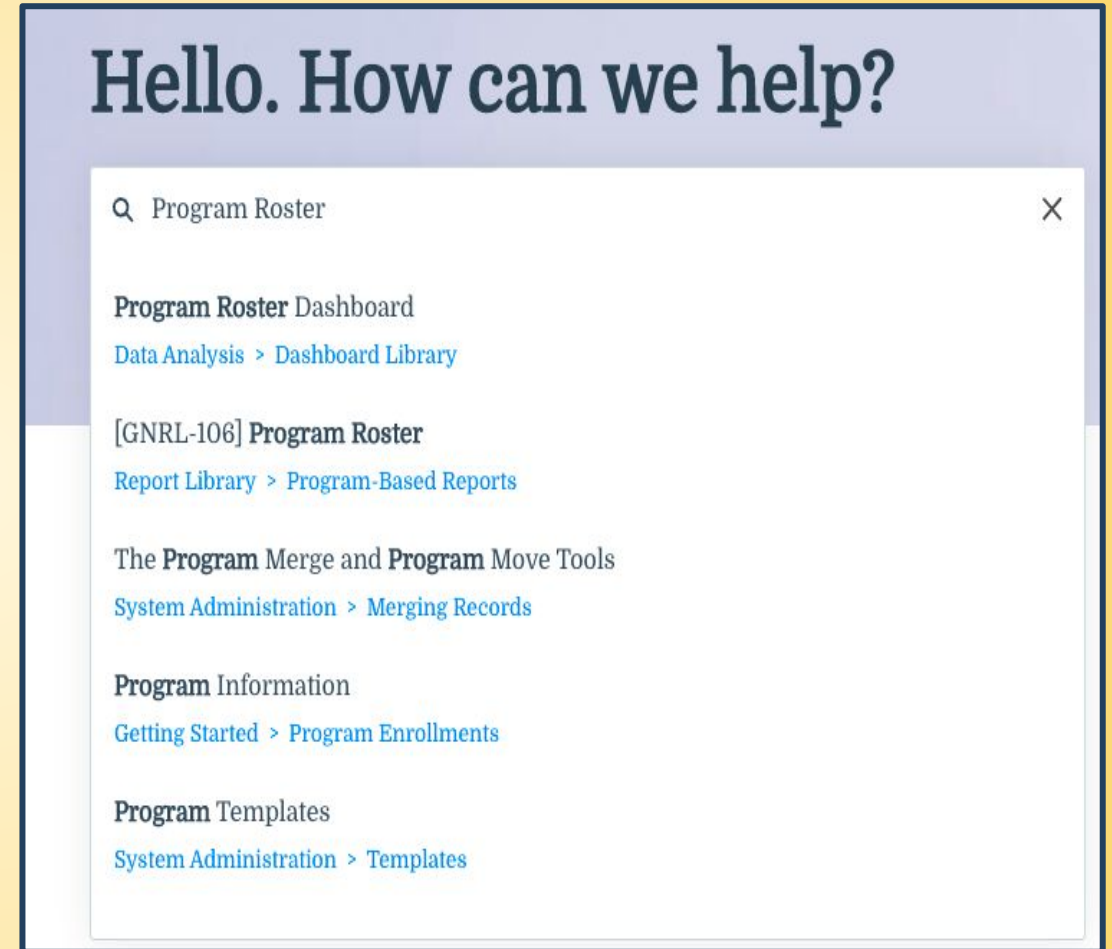 Hello. How can we help?
Program Roster
Program Roster Dashboard
Data Analysis > Dashboard Library
[GNRL-106] Program Roster
Report Library > Program-Based Reports
The Program Merge and Program Move Tools
System Administration > Merging Records
Program Information
Getting Started > Program Enrollments
Program Templates
System Administration > Templates